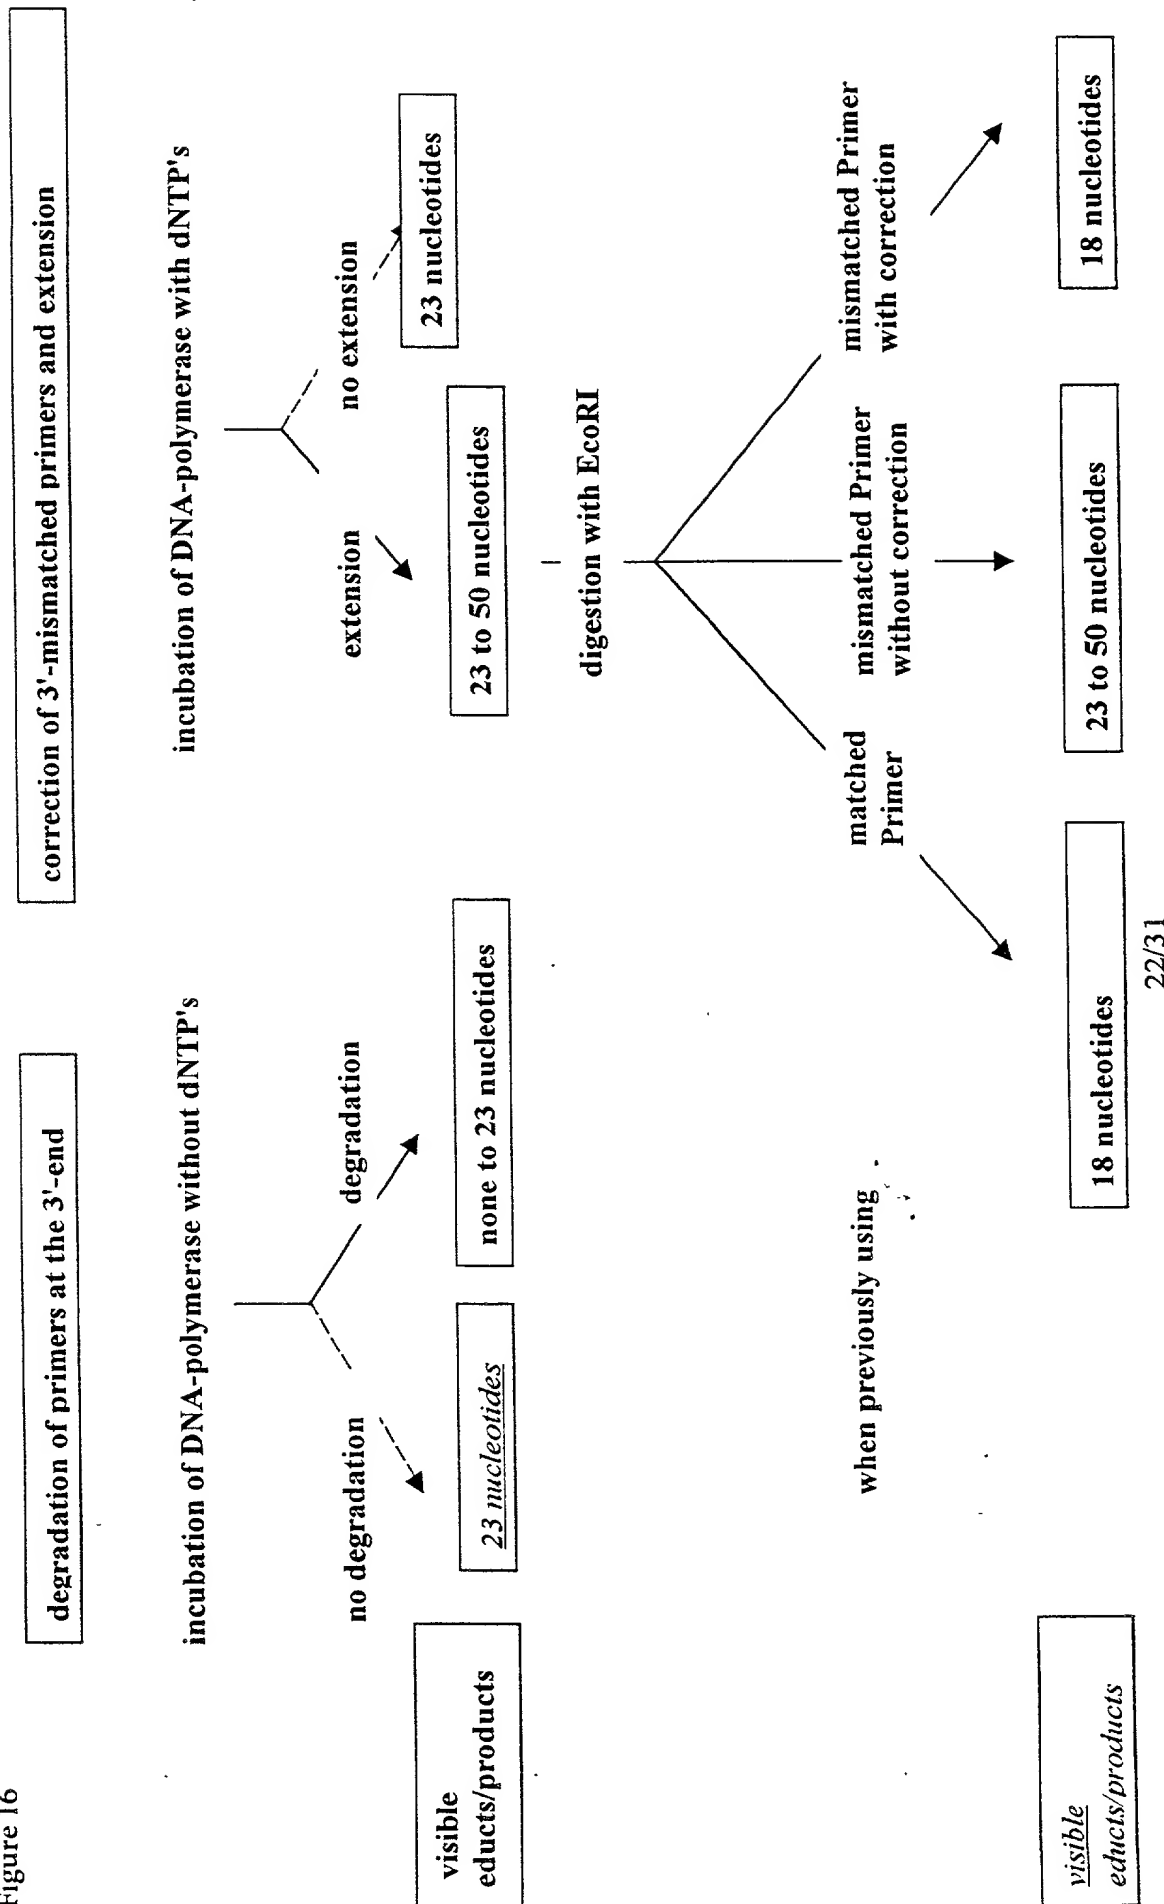 Figure 16
degradation of primers at the 3'-end
correction of 3'-mismatched primers and extension
incubation of DNA-polymerase without dNTP's
incubation of DNA-polymerase with dNTP's
no degradation
degradation
extension
no extension
visible
educts/products
23 nucleotides
none to 23 nucleotides
23 to 50 nucleotides
23 nucleotides
digestion with EcoRI
when previously using
matched
Primer
mismatched Primer
without correction
mismatched Primer
with correction
visible
educts/products
18 nucleotides
23 to 50 nucleotides
18 nucleotides
22/31